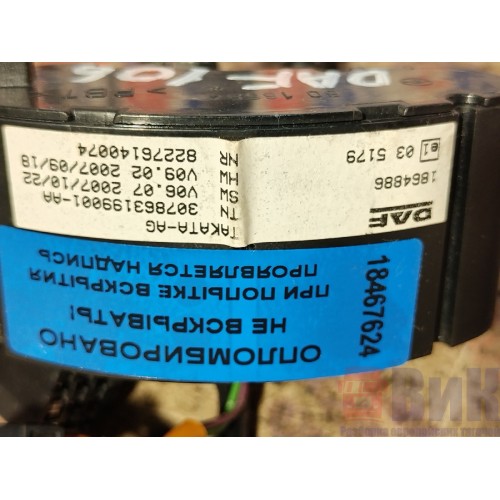 DAF 106
DAF
1864886
e1 03 5179
TAKATA-AG
TN 307863199001-AA
SW V06.07 2007/10/22
HW V09.02 2007/09/18
NR 82276140074
ОПЛОМБИРОВАНО
НЕ ВСКРЫВАТЬ!
ПРИ ПОПЫТКЕ ВСКРЫТИЯ
ПРОЯВЛЯЕТСЯ НАДПИСЬ
18467624
ВиК